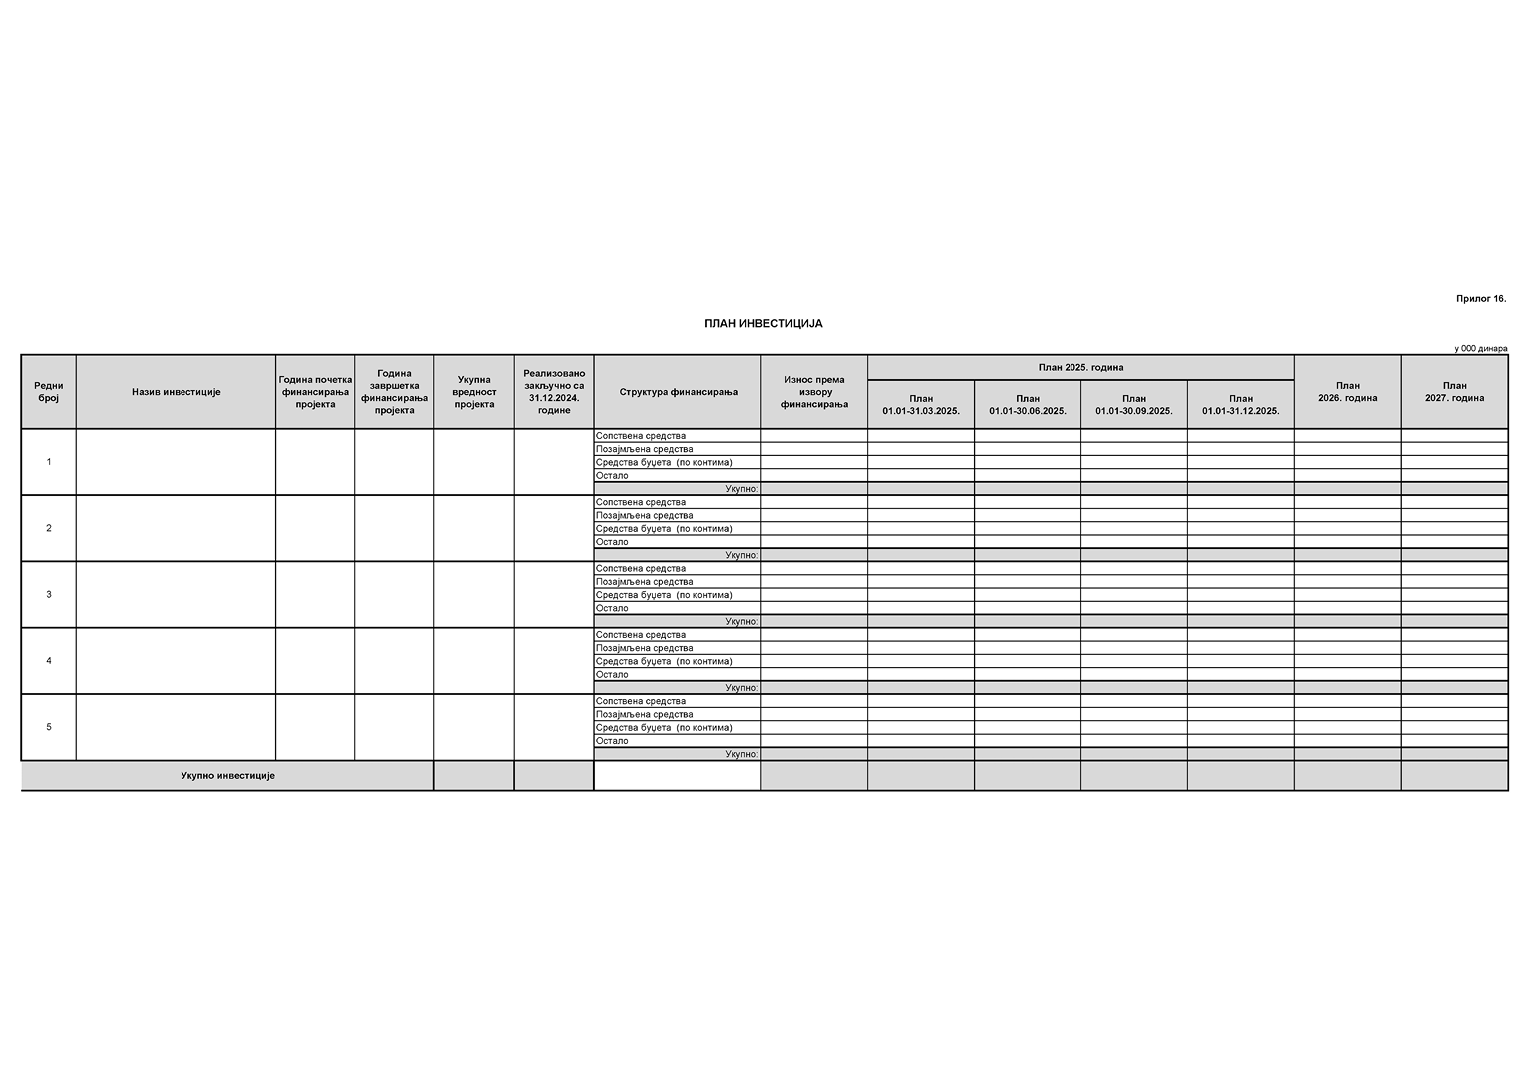 Прилог 16.
ПЛАН ИНВЕСТИЦИЈА
у 000 динара
Редни
број
Назив инвестиције
Година почетка
финансирања
пројекта
Година
завршетка
финансирања
пројекта
Укупна
вредност
пројекта
Реализовано
закључно са
31.12.2024.
године
Структура финансирања
Износ према
извору
финансирања
План 2025. година
План
01.01-31.03.2025.
План
01.01-30.06.2025.
План
01.01-30.09.2025.
План
01.01-31.12.2025.
План
2026. година
План
2027. година
1
Сопствена средства
Позајмљена средства
Средства буџета (по контима)
Остало
Укупно:
2
Сопствена средства
Позајмљена средства
Средства буџета (по контима)
Остало
Укупно:
3
Сопствена средства
Позајмљена средства
Средства буџета (по контима)
Остало
Укупно:
4
Сопствена средства
Позајмљена средства
Средства буџета (по контима)
Остало
Укупно:
5
Сопствена средства
Позајмљена средства
Средства буџета (по контима)
Остало
Укупно:
Укупно инвестиције